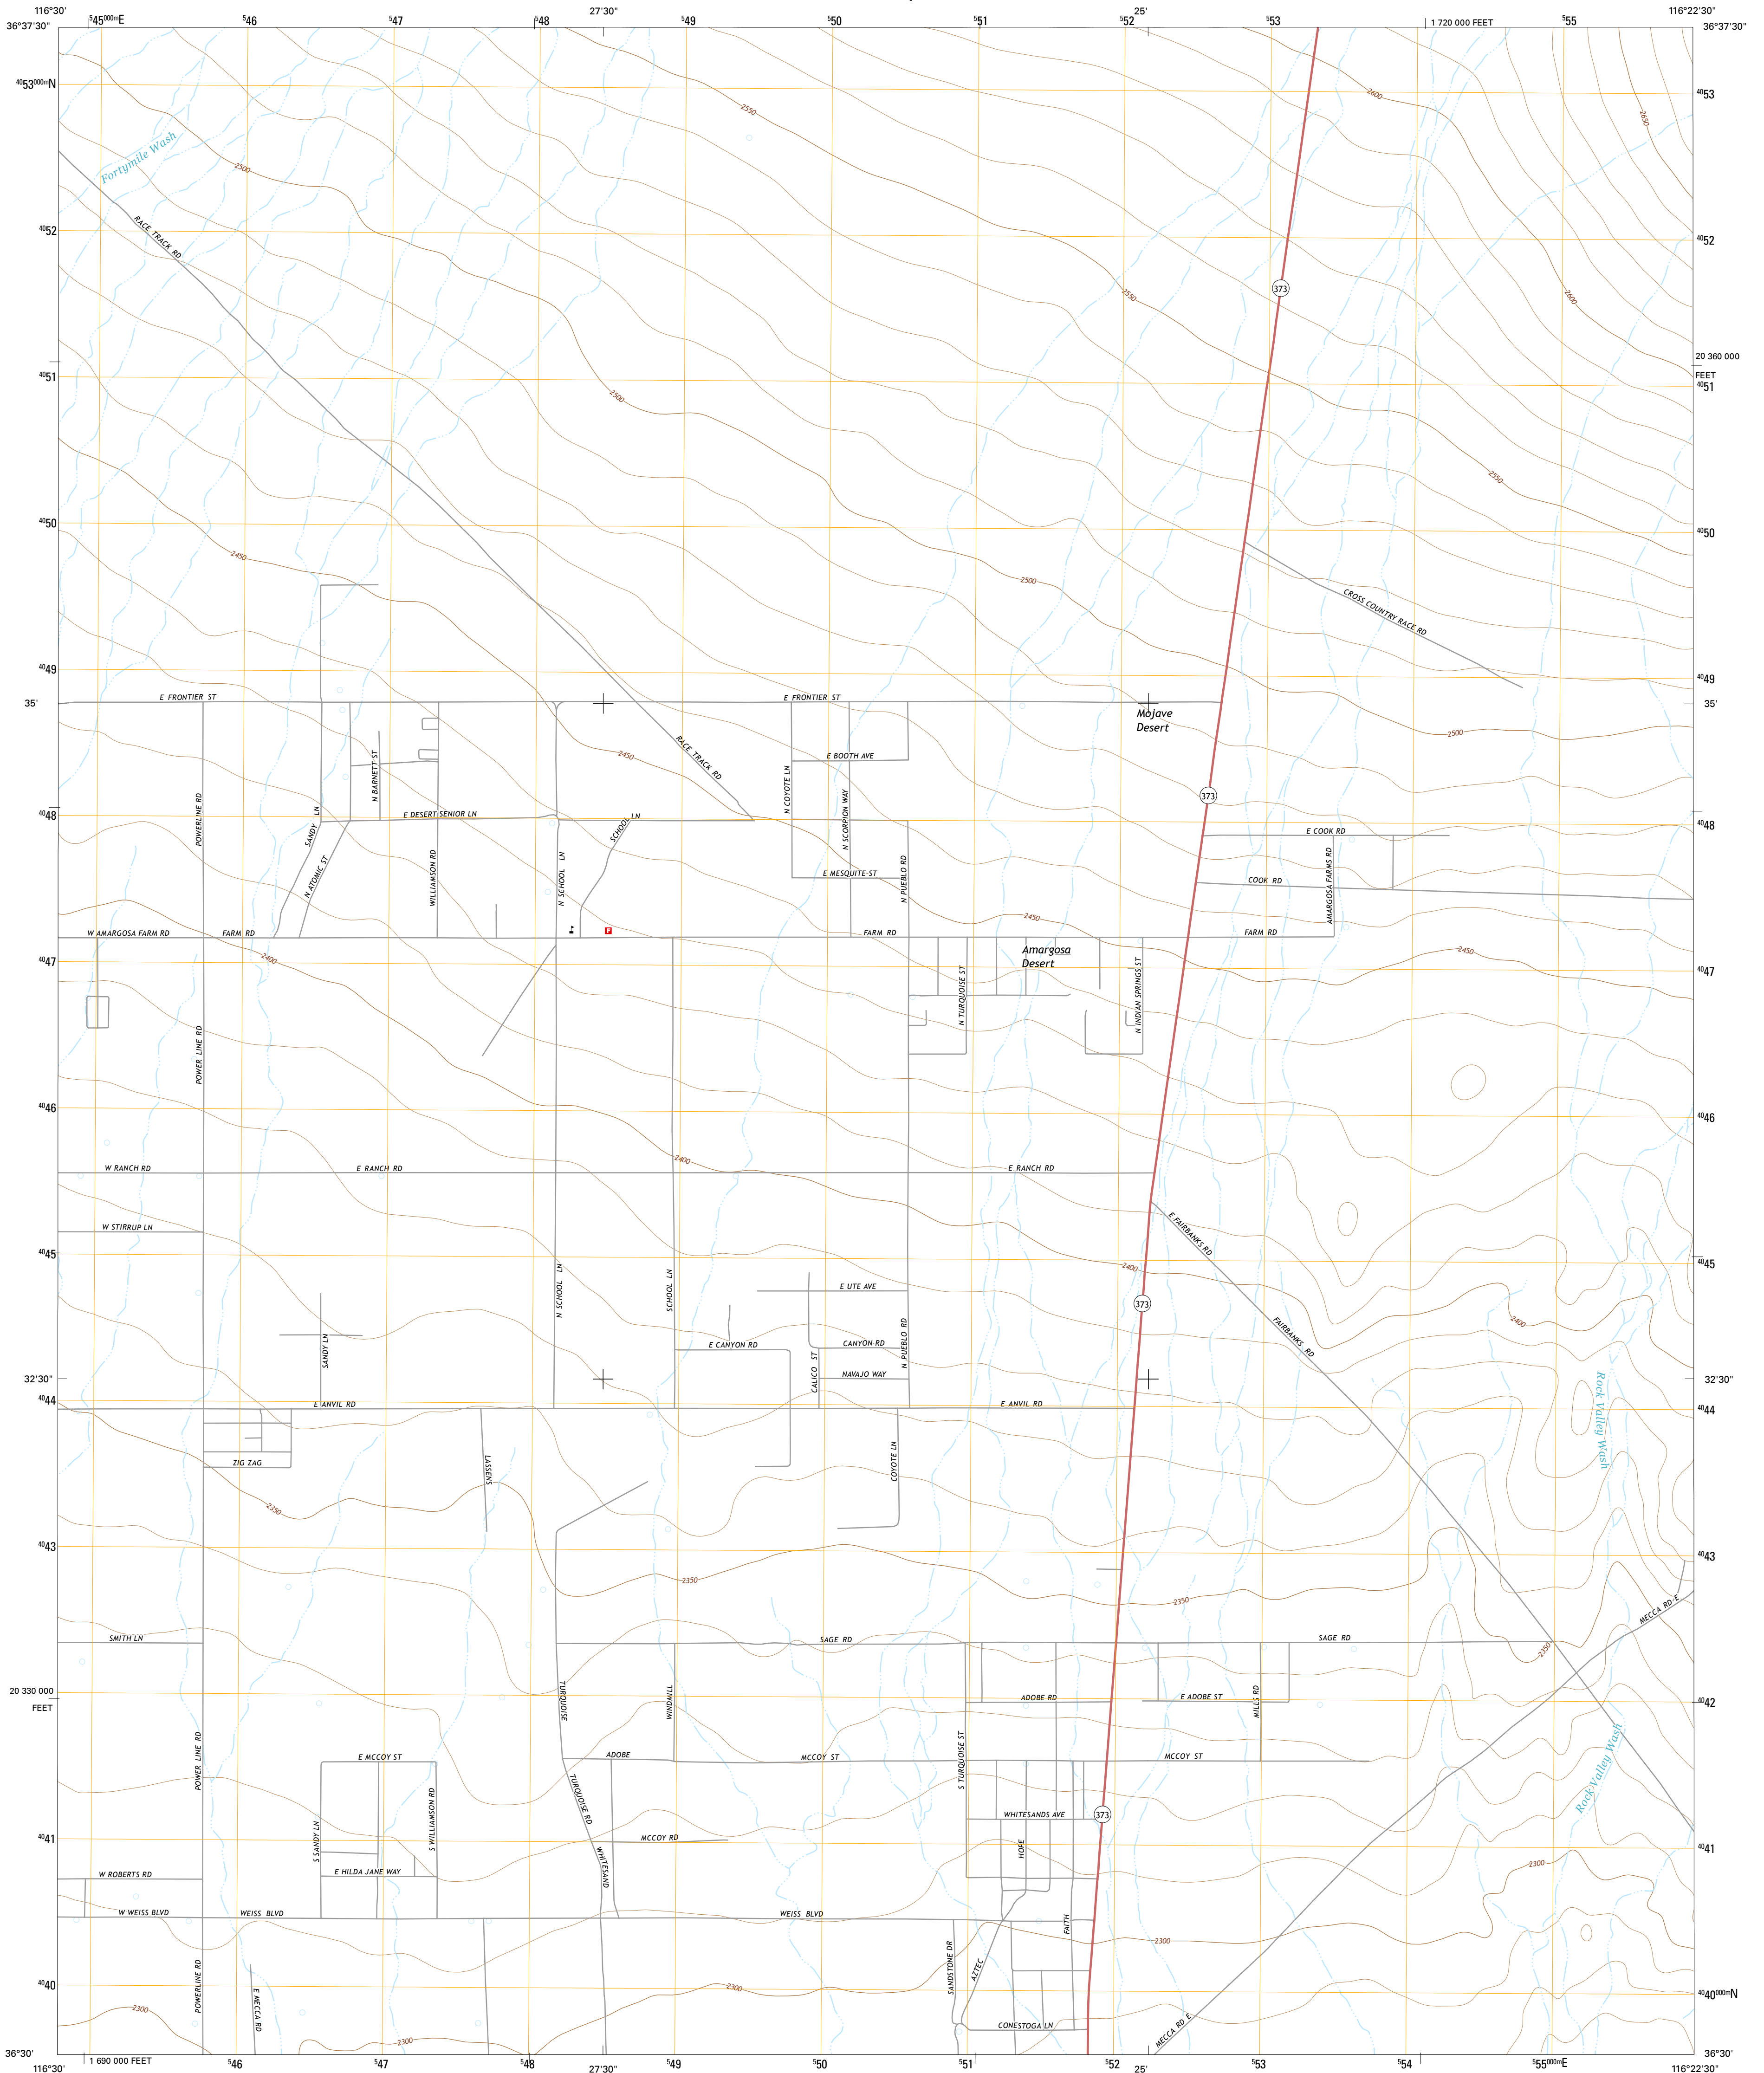 116°30'
⁵45⁰⁰⁰ᵐE
⁵46
⁵47
⁵48
27'30"
⁵49
⁵50
⁵51
⁵52
25'
⁵53
1 720 000 FEET
⁵55
116°22'30"
36°37'30"
36°37'30"
⁴⁰53⁰⁰⁰ᵐN
⁴⁰53
2550
2600
2650
Fortymile Wash
2500
RACE TRACK RD
⁴⁰52
⁴⁰52
373
2550
2600
20 360 000
FEET
⁴⁰51
⁴⁰51
2500
2550
⁴⁰50
⁴⁰50
2450
2500
CROSS COUNTRY RACE RD
⁴⁰49
⁴⁰49
E FRONTIER ST
E FRONTIER ST
35'
35'
Mojave
Desert
2500
2450
RACE TRACK RD
E BOOTH AVE
N BARNETT ST
N COYOTE LN
N SCORPION WAY
373
POWERLINE RD
SANDY LN
⁴⁰48
⁴⁰48
E DESERT SENIOR LN
SCHOOL LN
E COOK RD
N ATOMIC ST
WILLIAMSON RD
N SCHOOL LN
E MESQUITE ST
N PUEBLO RD
COOK RD
AMARGOSA FARMS RD
2450
W AMARGOSA FARM RD
FARM RD
F
FARM RD
FARM RD
2400
Amargosa
Desert
2450
⁴⁰47
⁴⁰47
N TURQUOISE ST
N INDIAN SPRINGS ST
POWER LINE RD
⁴⁰46
⁴⁰46
2400
W RANCH RD
E RANCH RD
E RANCH RD
W STIRRUP LN
E FAIRBANKS RD
⁴⁰45
⁴⁰45
2400
N SCHOOL LN
SCHOOL LN
E UTE AVE
373
2400
SANDY LN
E CANYON RD
CANYON RD
N PUEBLO RD
FAIRBANKS RD
CALICO ST
NAVAJO WAY
32'30"
32'30"
Rock Valley Wash
⁴⁰44
⁴⁰44
E ANVIL RD
E ANVIL RD
ZIG ZAG
LASSENS
COYOTE LN
2350
⁴⁰43
⁴⁰43
2350
2350
MECCA RD E
SMITH LN
SAGE RD
SAGE RD
2350
20 330 000
FEET
TURQUOISE
WINDMILL
ADOBE RD
E ADOBE ST
MILLS RD
⁴⁰42
POWER LINE RD
E MCCOY ST
ADOBE
MCCOY ST
S TURQUOISE ST
MCCOY ST
Rock Valley Wash
TURQUOISE RD
S SANDY LN
S WILLIAMSON RD
WHITESANDS AVE
373
⁴⁰41
⁴⁰41
MCCOY RD
HOPE
2300
W ROBERTS RD
E HILDA JANE WAY
WHITESAND
W WEISS BLVD
WEISS BLVD
WEISS BLVD
FAITH
2300
SANDSTONE DR
AZTEC
⁴⁰40
⁴⁰40⁰⁰⁰ᵐN
POWERLINE RD
2300
E MECCA RD
2300
2300
CONESTOGA LN
MECCA RD E
36°30'
36°30'
116°30'
1 690 000 FEET
⁵46
⁵47
⁵48
27'30"
⁵49
⁵50
⁵51
⁵52
25'
⁵53
⁵54
⁵55⁰⁰⁰ᵐE
116°22'30"